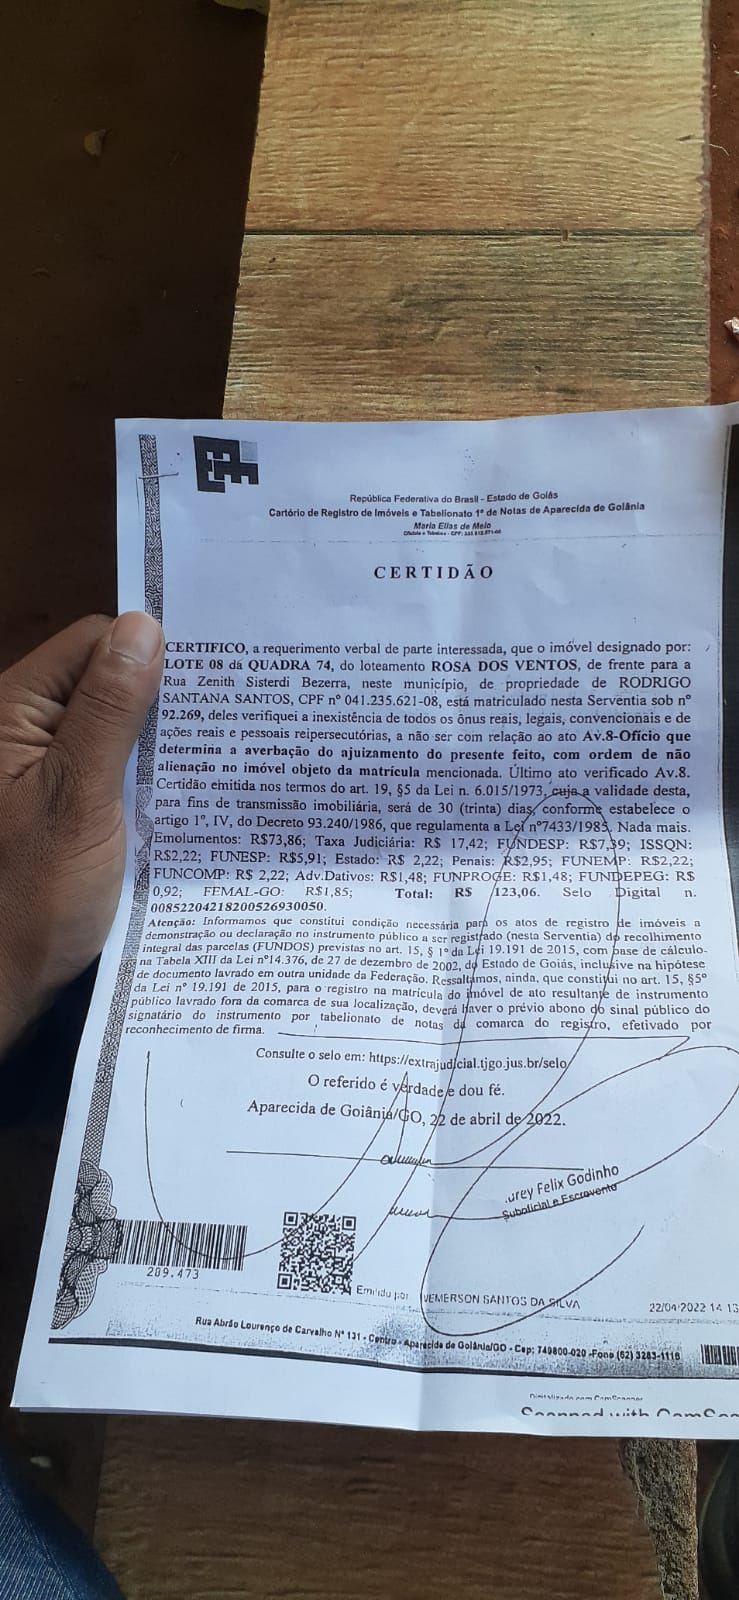 República Federativa do Brasil - Estado de Goiás
Cartório de Registro de Imóveis e Tabelionato 1º de Notas de Aparecida de Goiânia
Maria Elias de Melo
CERTIDÃO
CERTIFICO, a requerimento verbal de parte interessada, que o imóvel designado por:
LOTE 08 da QUADRA 74, do loteamento ROSA DOS VENTOS, de frente para a
Rua Zenith Sisterdi Bezerra, neste município, de propriedade de RODRIGO
SANTANA SANTOS, CPF nº 041.235.621-08, está matriculado nesta Serventia sob nº
92.269, deles verifiquei a inexistência de todos os ônus reais, legais, convencionais e de
ações reais e pessoais reipersecutórias, a não ser com relação ao ato Av.8-Ofício que
determina a averbação do ajuizamento do presente feito, com ordem de não
alienação no imóvel objeto da matrícula mencionada. Último ato verificado Av.8.
Certidão emitida nos termos do art. 19, §5 da Lei n. 6.015/1973, cuja a validade desta,
para fins de transmissão imobiliária, será de 30 (trinta) dias, conforme estabelece o
artigo 1º, IV, do Decreto 93.240/1986, que regulamenta a Lei nº7433/1985. Nada mais.
Emolumentos: R$73,86; Taxa Judiciária: R$ 17,42; FUNDESP: R$7,39; ISSQN:
R$2,22; FUNESP: R$5,91; Estado: R$ 2,22; Penais: R$2,95; FUNEMP: R$2,22;
FUNCOMP: R$ 2,22; Adv.Dativos: R$1,48; FUNPROGE: R$1,48; FUNDEPEG: R$
0,92; FEMAL-GO: R$1,85; Total: R$ 123,06. Selo Digital n.
00852204218200526930050.
Atenção: Informamos que constitui condição necessária para os atos de registro de imóveis a
demonstração ou declaração no instrumento público a ser registrado (nesta Serventia) do recolhimento
integral das parcelas (FUNDOS) previstas no art. 15, § 1º da Lei 19.191 de 2015, com base de cálculo
na Tabela XIII da Lei nº14.376, de 27 de dezembro de 2002, do Estado de Goiás, inclusive na hipótese
de documento lavrado em outra unidade da Federação. Ressaltamos, ainda, que constitui no art. 15, §5º
da Lei nº 19.191 de 2015, para o registro na matrícula do imóvel de ato resultante de instrumento
público lavrado fora da comarca de sua localização, deverá haver o prévio abono do sinal público do
signatário do instrumento por tabelionato de notas da comarca do registro, efetivado por
reconhecimento de firma.
Consulte o selo em: https://extrajudicial.tjgo.jus.br/selo
O referido é verdade e dou fé.
Aparecida de Goiânia/GO, 22 de abril de 2022.
Felix Godinho
Suboficial e Escrevente
209.473
Emitido por SANTOS DA SILVA
22/04/2022 14 13
Rua Abrão Lourenço de Carvalho Nº 131 - Centro - Aparecida de Goiânia/GO - Cep: 749800-020 -Fone (62) 3283-1116
Digitalizado com CamScanner
Scanned with